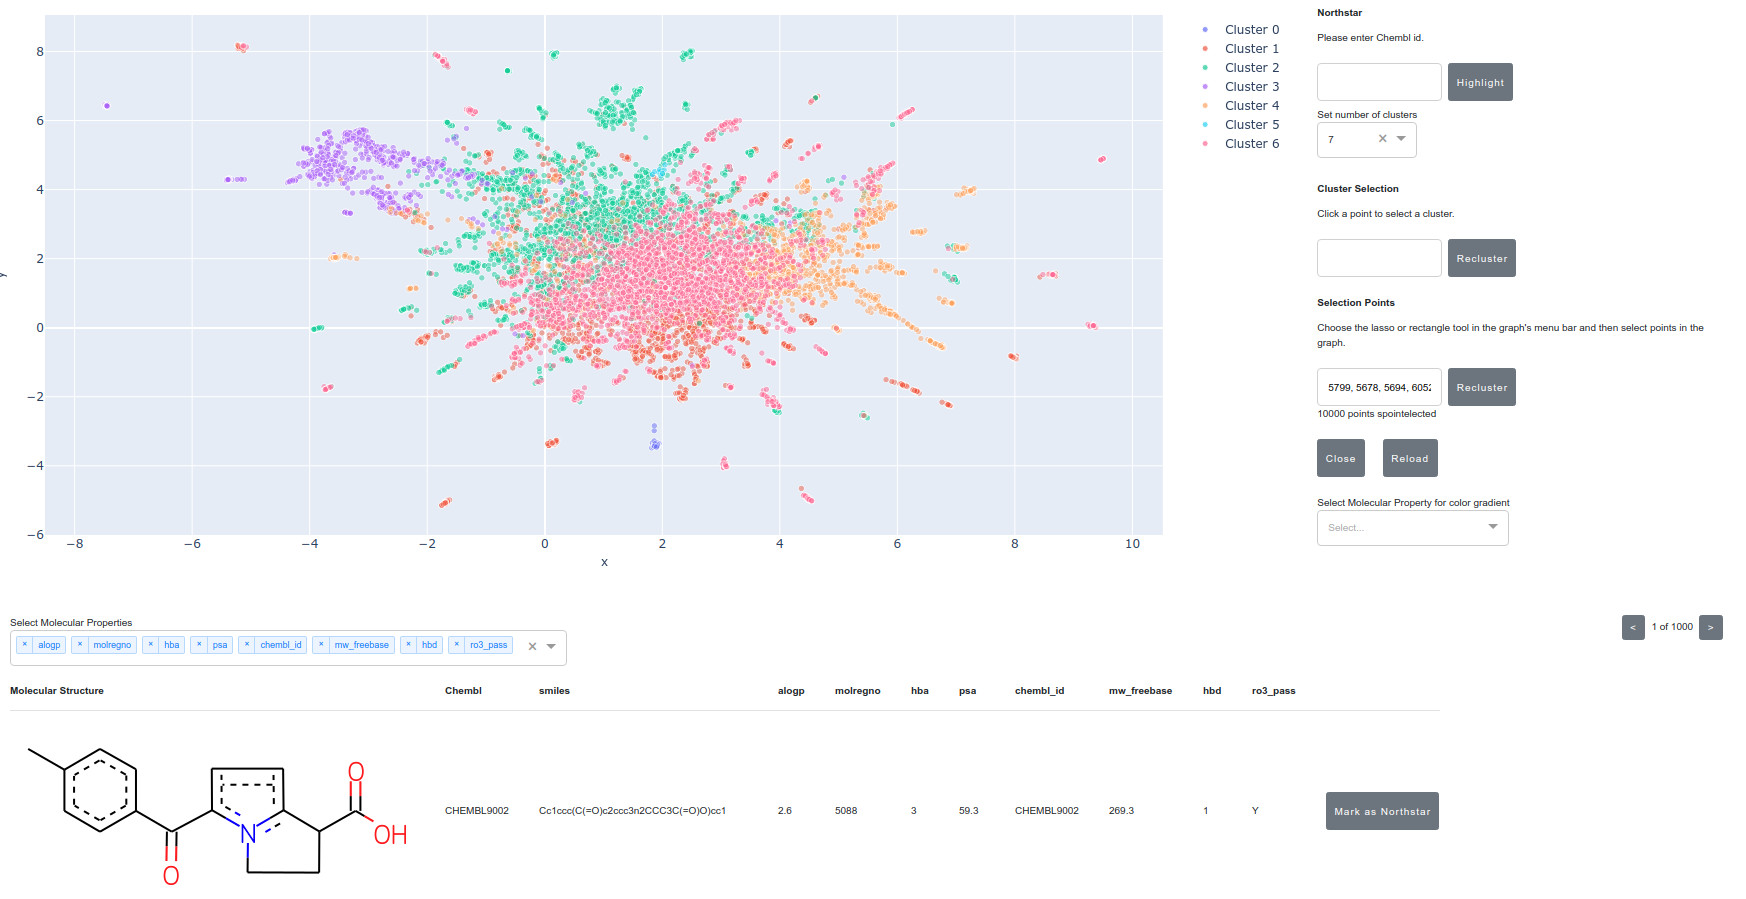 8
6
4
2
0
−2
−4
−6
−8
−6
−4
−2
0
2
4
6
8
10
x
y
Cluster 0
Cluster 1
Cluster 2
Cluster 3
Cluster 4
Cluster 5
Cluster 6
Northstar
Please enter Chembl id.
Highlight
Set number of clusters
7 ×
Cluster Selection
Click a point to select a cluster.
Recluster
Selection Points
Choose the lasso or rectangle tool in the graph's menu bar and then select points in the
graph.
5799, 5678, 5694, 6052 Recluster
10000 points spointelected
Close Reload
Select Molecular Property for color gradient
Select...
Select Molecular Properties
× alogp × molregno × hba × psa × chembl_id × mw_freebase × hbd × ro3_pass ×
< 1 of 1000 >
Molecular Structure Chembl smiles alogp molregno hba psa chembl_id mw_freebase hbd ro3_pass
O
N
OH
O
CHEMBL9002 Cc1ccc(C(=O)c2ccc3n2CCC3C(=O)O)cc1 2.6 5088 3 59.3 CHEMBL9002 269.3 1 Y Mark as Northstar